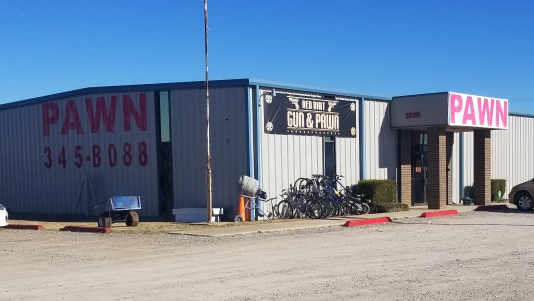 PAWN
345-8088
RED DIRT
GUN & PAWN
PAWN